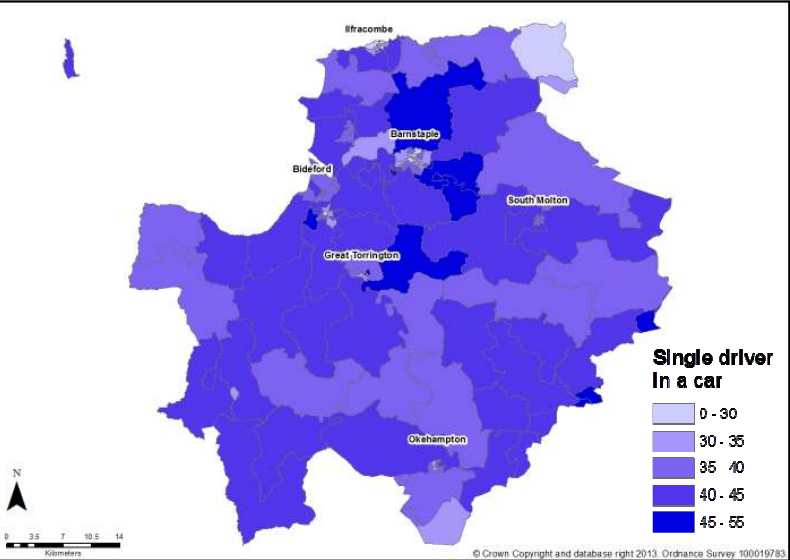 Ilfracombe
Barnstaple
Bideford
South Molton
Great Torrington
Okehampton
Single driver
in a car
0 - 30
30 - 35
35 40
40 - 45
45 - 55
N
0 3.5 7 10.5 14
Kilometers
© Crown Copyright and database right 2013. Ordnance Survey 100019783